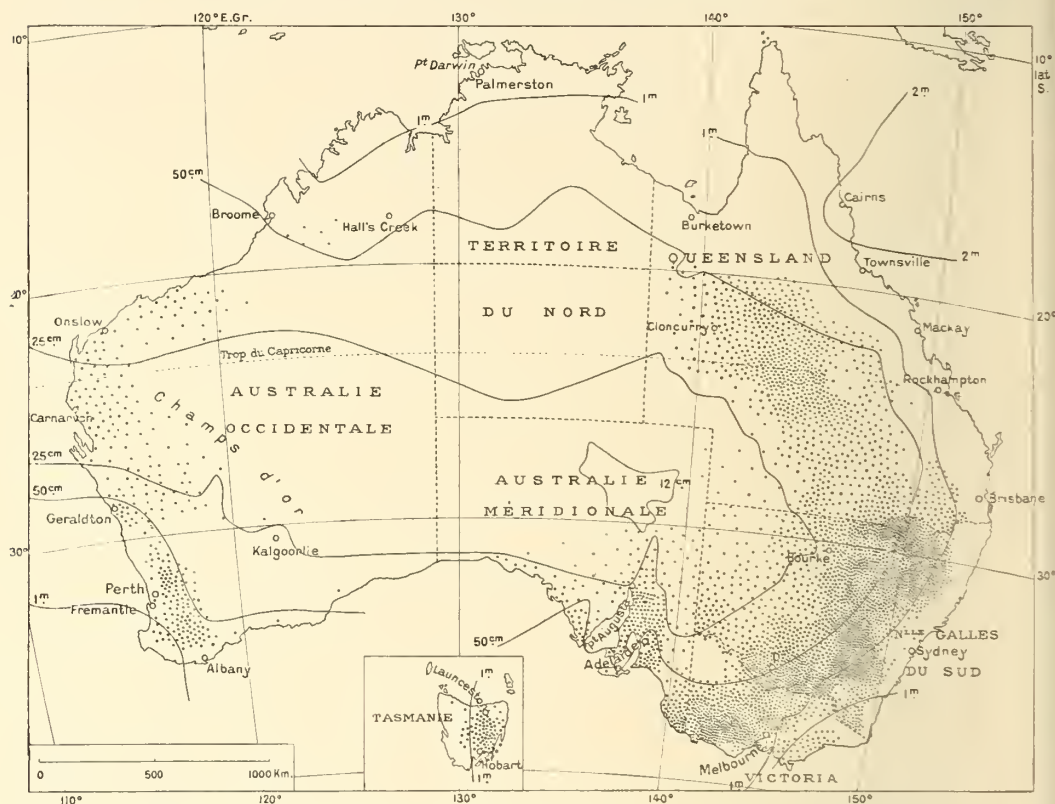 120° E.Gr.
130°
140°
150°
10°
10°
lat
S.
Pt Darwin
Palmerston
1m
1m
1m
2m
50cm
Cairns
Broome
Hall's Creek
Burketown
TERRITOIRE
QUEENSLAND
2m
Townsville
20°
DU NORD
Onslow
Cloncurry
Mackay
25cm
Trop du Capricorne
Rockhampton
AUSTRALIE
Champs d'or
Carnarvon
OCCIDENTALE
25cm
AUSTRALIE
12cm
50cm
MÉRIDIONALE
Brisbane
Geraldton
Kalgoorlie
Bourke
30°
30°
Perth
1m
Fremantle
Pt Augusta
Nlle GALLES
50cm
Adelaide
Sydney
Albany
DU SUD
1m
Launceston
1m
TASMANIE
Melbourne
Hobart
VICTORIA
0 500 1000 Km.
1m
1m
110°
120°
130°
140°
150°